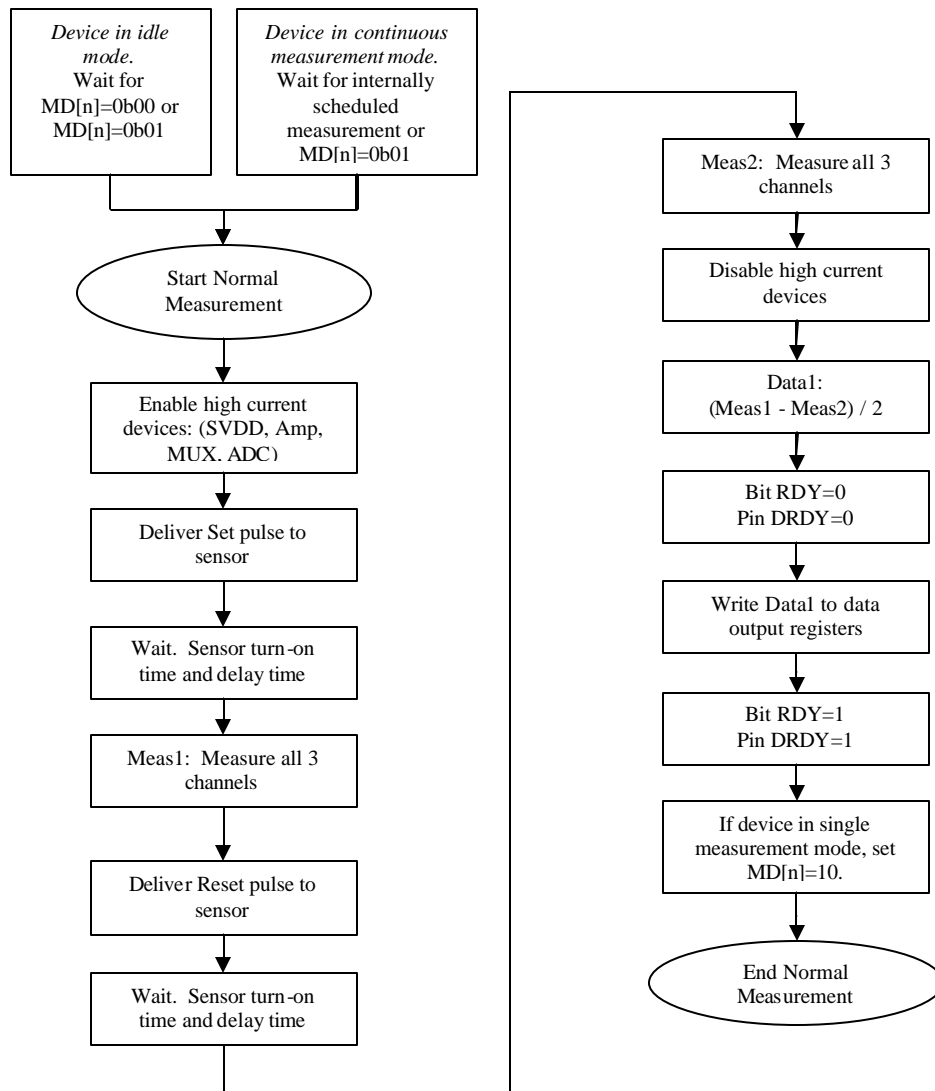 Device in idle
mode.
Wait for
MD[n]=0b00 or
MD[n]=0b01
Device in continuous
measurement mode.
Wait for internally
scheduled
measurement or
MD[n]=0b01
Start Normal
Measurement
Enable high current
devices: (SVDD, Amp,
MUX, ADC)
Deliver Set pulse to
sensor
Wait. Sensor turn-on
time and delay time
Meas1: Measure all 3
channels
Deliver Reset pulse to
sensor
Wait. Sensor turn-on
time and delay time
Meas2: Measure all 3
channels
Disable high current
devices
Data1:
(Meas1 - Meas2) / 2
Bit RDY=0
Pin DRDY=0
Write Data1 to data
output registers
Bit RDY=1
Pin DRDY=1
If device in single
measurement mode, set
MD[n]=10.
End Normal
Measurement